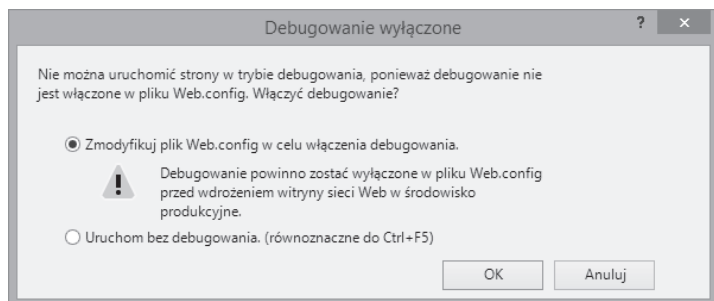 Debugowanie wyłączone
? ×
Nie można uruchomić strony w trybie debugowania, ponieważ debugowanie nie
jest włączone w pliku Web.config. Włączyć debugowanie?
Zmodyfikuj plik Web.config w celu włączenia debugowania.
Debugowanie powinno zostać wyłączone w pliku Web.config
przed wdrożeniem witryny sieci Web w środowisko
produkcyjne.
Uruchom bez debugowania. (równoznaczne do Ctrl+F5)
OK Anuluj